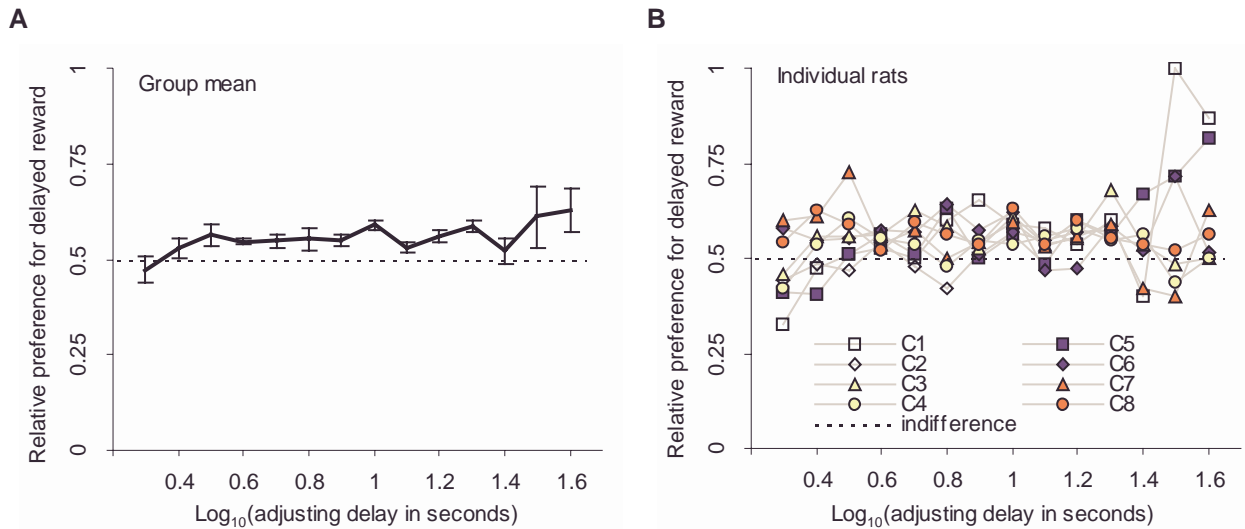 A
Group mean
Relative preference for delayed reward
1
0.75
0.5
0.25
0
0.4 0.6 0.8 1 1.2 1.4 1.6
Log10(adjusting delay in seconds)
B
Individual rats
Relative preference for delayed reward
1
0.75
0.5
0.25
0
C1 C5
C2 C6
C3 C7
C4 C8
indifference
0.4 0.6 0.8 1 1.2 1.4 1.6
Log10(adjusting delay in seconds)